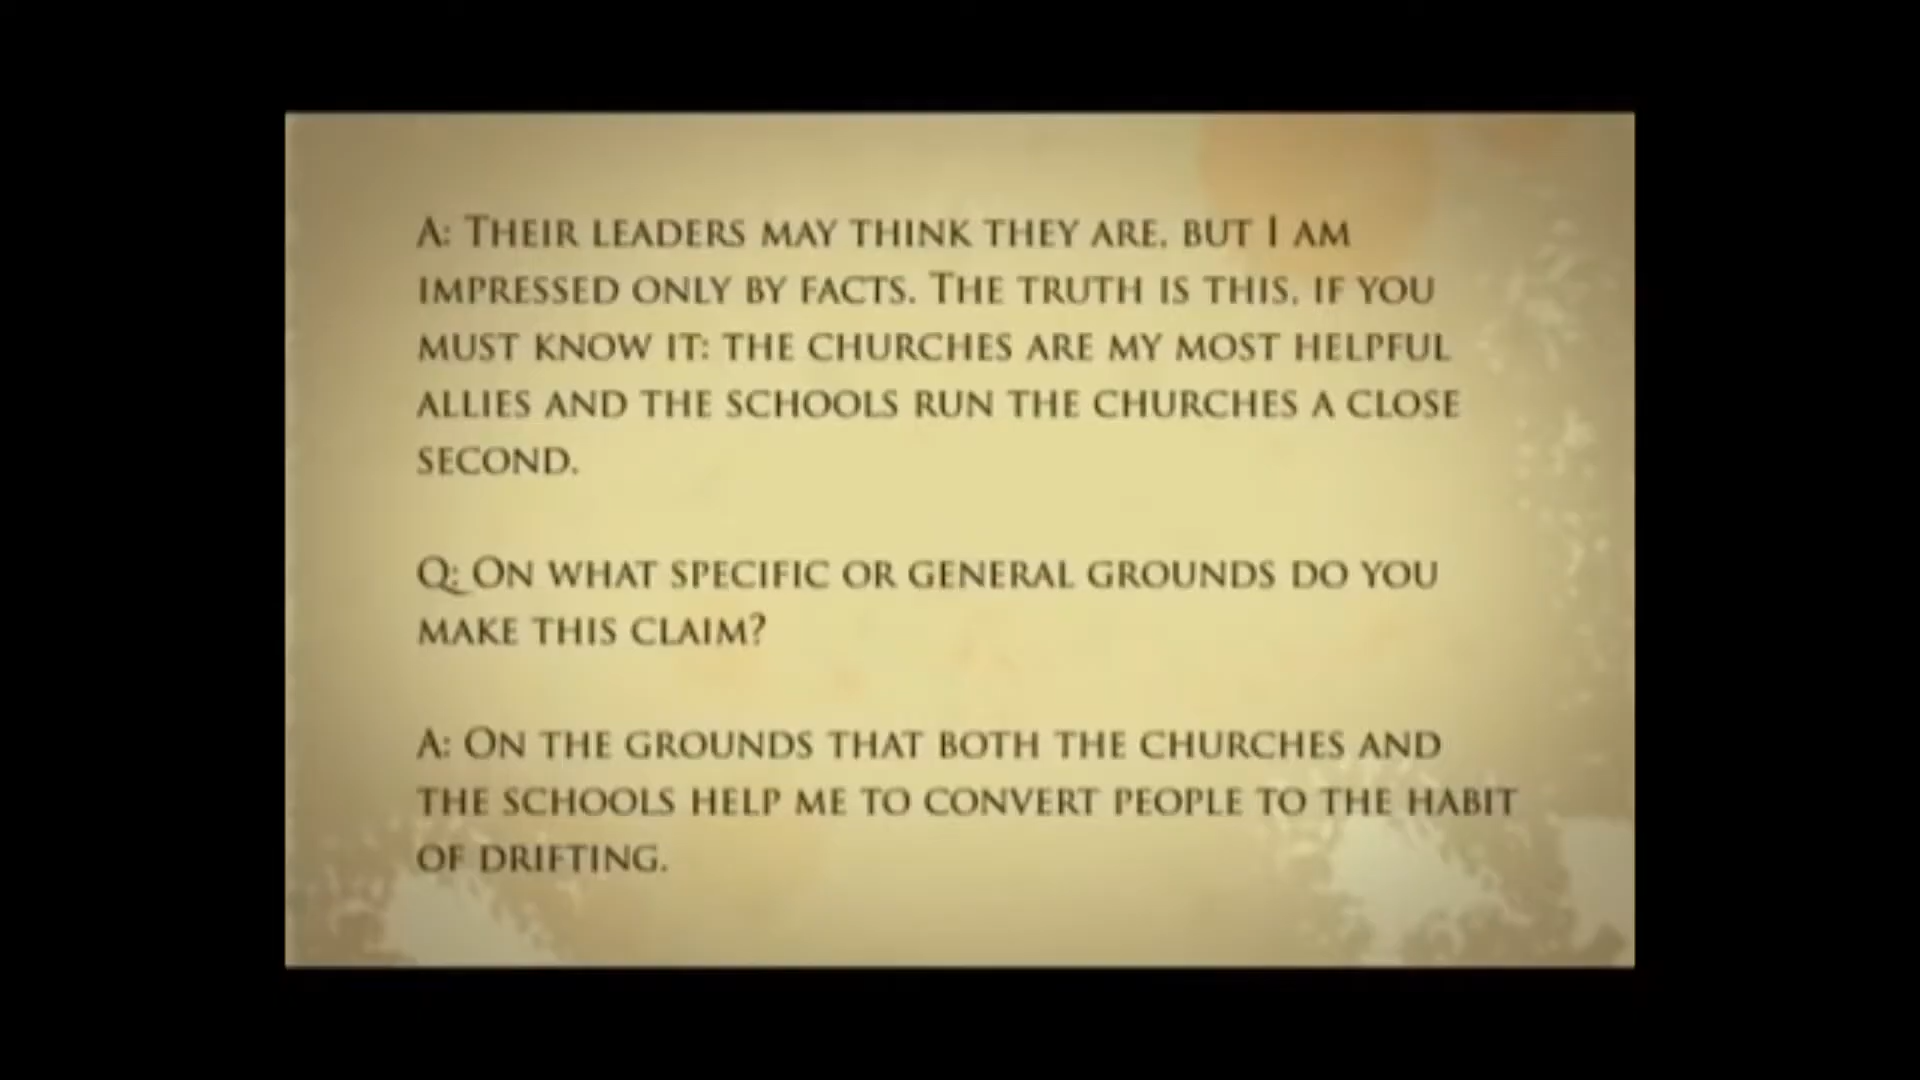 A: Their leaders may think they are, but I am
impressed only by facts. The truth is this, if you
must know it: the churches are my most helpful
allies and the schools run the churches a close
second.
Q: On what specific or general grounds do you
make this claim?
A: On the grounds that both the churches and
the schools help me to convert people to the habit
of drifting.